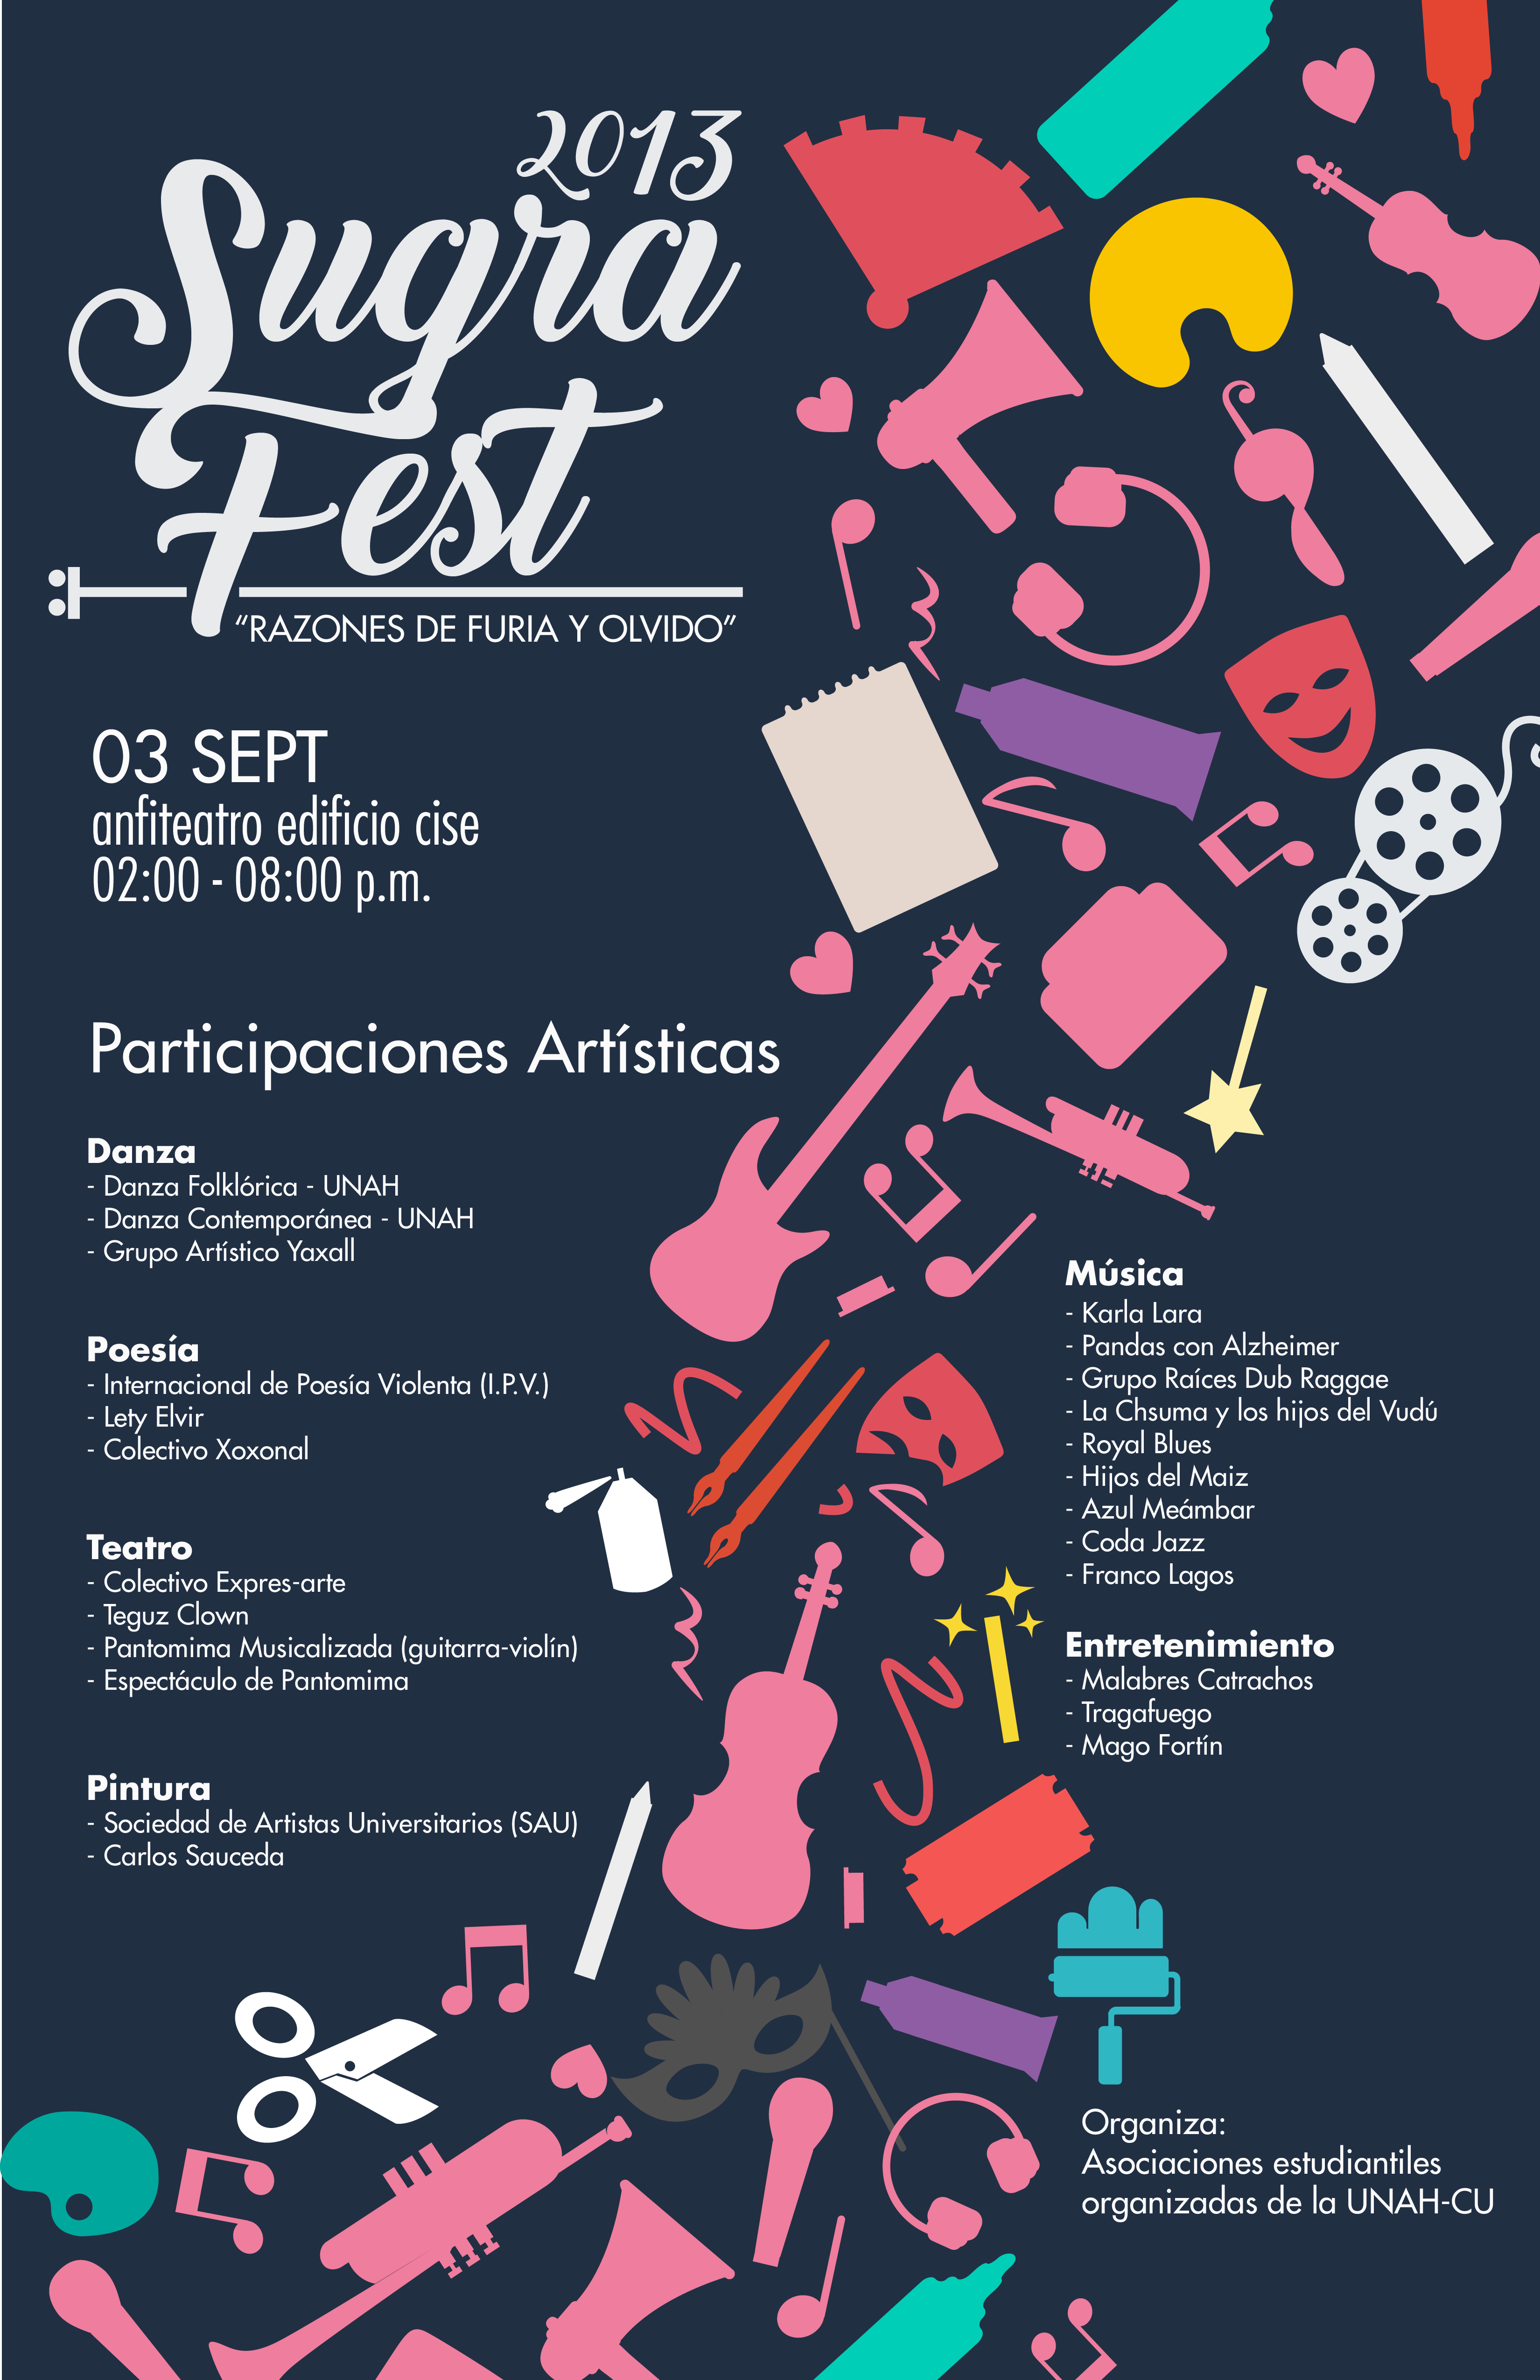 2013
Sugra
Fest
“RAZONES DE FURIA Y OLVIDO”
03 SEPT
anfiteatro edificio cise
02:00 - 08:00 p.m.
Participaciones Artísticas
Danza
- Danza Folklórica - UNAH
- Danza Contemporánea - UNAH
- Grupo Artístico Yaxall
Poesía
- Internacional de Poesía Violenta (I.P.V.)
- Lety Elvir
- Colectivo Xoxonal
Teatro
- Colectivo Expres-arte
- Teguz Clown
- Pantomima Musicalizada (guitarra-violín)
- Espectáculo de Pantomima
Pintura
- Sociedad de Artistas Universitarios (SAU)
- Carlos Sauceda
Música
- Karla Lara
- Pandas con Alzheimer
- Grupo Raíces Dub Raggae
- La Chsuma y los hijos del Vudú
- Royal Blues
- Hijos del Maiz
- Azul Meámbar
- Coda Jazz
- Franco Lagos
Entretenimiento
- Malabres Catrachos
- Tragafuego
- Mago Fortín
Organiza:
Asociaciones estudiantiles
organizadas de la UNAH-CU